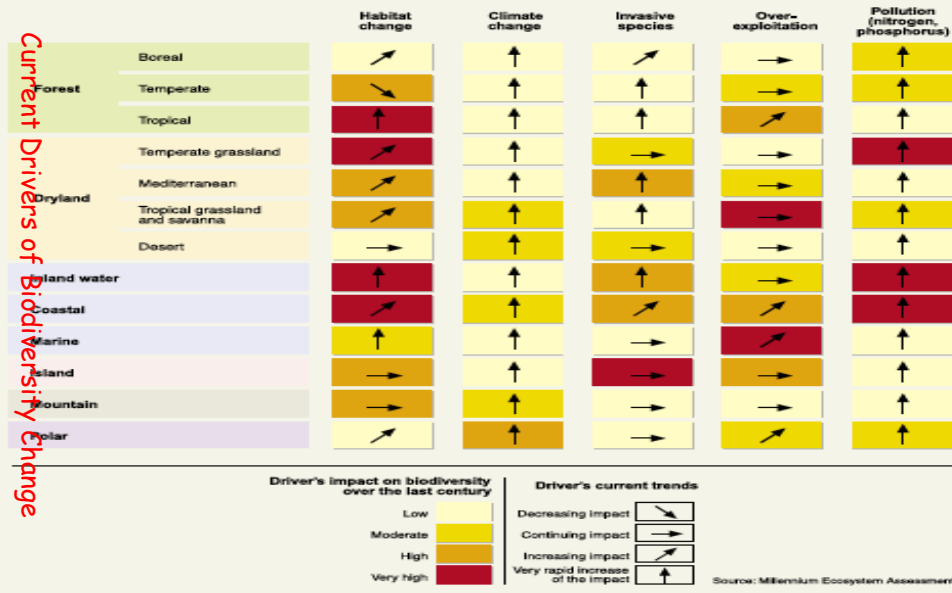 Habitat
change
Climate
change
Invasive
species
Over-
exploitation
Pollution
(nitrogen,
phosphorus)
Currrent Drivers of Biodiversity Change
Forest
Boreal
Temperate
Tropical
Dryland
Temperate grassland
Mediterranean
Tropical grassland
and savanna
Desert
Inland water
Coastal
Marine
Island
Mountain
Polar
Driver's impact on biodiversity
over the last century
Low
Moderate
High
Very high
Driver's current trends
Decreasing impact
Continuing impact
Increasing impact
Very rapid increase
of the impact
Source: Millennium Ecosystem Assessment